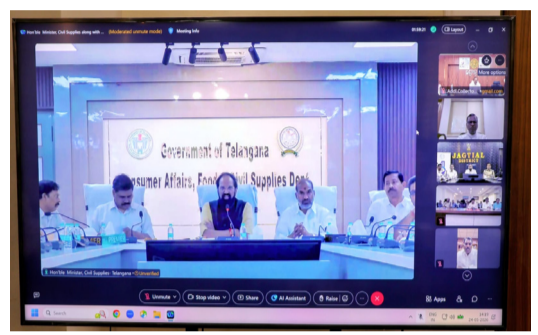 Hon'ble Minister, Civil Supplies along with ... (Moderated unmute mode) Meeting Info
Layout
More options
Government of Telangana
Consumer Affairs, Food & Civil Supplies Dept
JAGTIAL
DISTRICT
Hon'ble Minister, Civil Supplies Telangana
Unmute
Stop video
Share
AI Assistant
Raise
Apps
Search